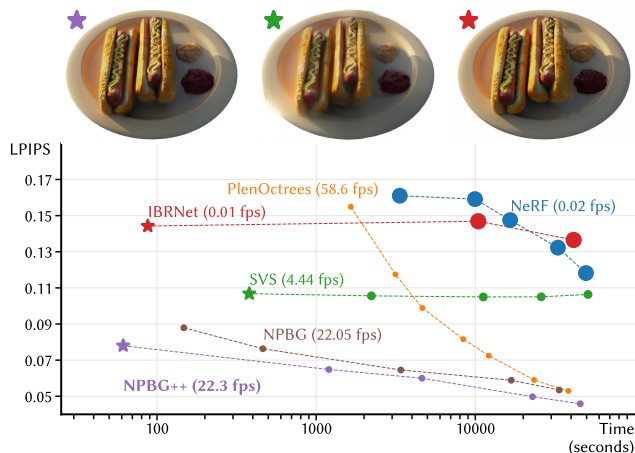 LPIPS
0.17
0.15
0.13
0.11
0.09
0.07
0.05
PlenOctrees (58.6 fps)
IBRNet (0.01 fps)
NeRF (0.02 fps)
SVS (4.44 fps)
NPBG (22.05 fps)
NPBG++ (22.3 fps)
100
1000
10000
Time
(seconds)